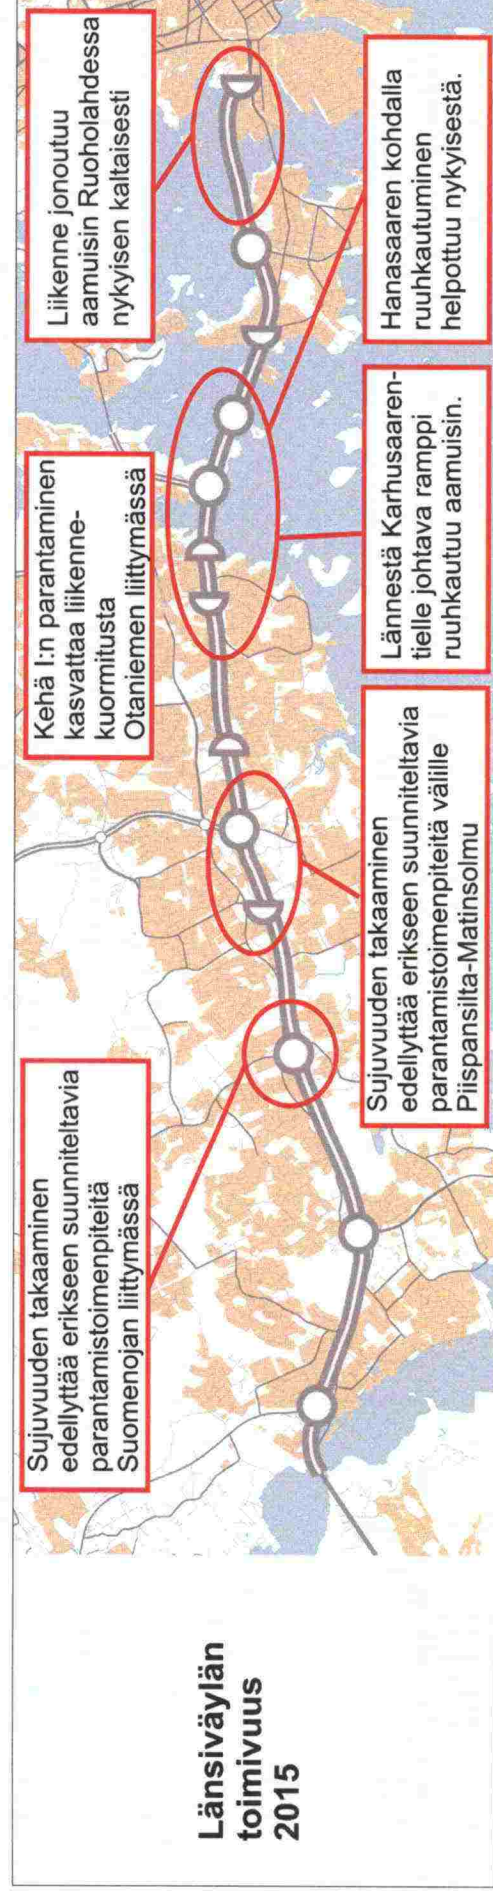 Länsiväylän
toimivuus
2015
Sujuvuuden takaaminen
edellyttää erikseen suunniteltavia
parantamistoimenpiteitä
Suomenojan liittymässä
Kehä I:n parantaminen
kasvattaa liikenne-
kuormitusta
Otaniemen liittymässä
Liikenne jonoutuu
aamuisin Ruoholahdessa
nykyisen kaltaisesti
Sujuvuuden takaaminen
edellyttää erikseen suunniteltavia
parantamistoimenpiteitä välille
Piispansilta-Matinsolmu
Lännestä Karhusaaren-
tielle johtava ramppi
ruuhkautuu aamuisin.
Hanasaaren kohdalla
ruuhkautuminen
helpottuu nykyisestä.